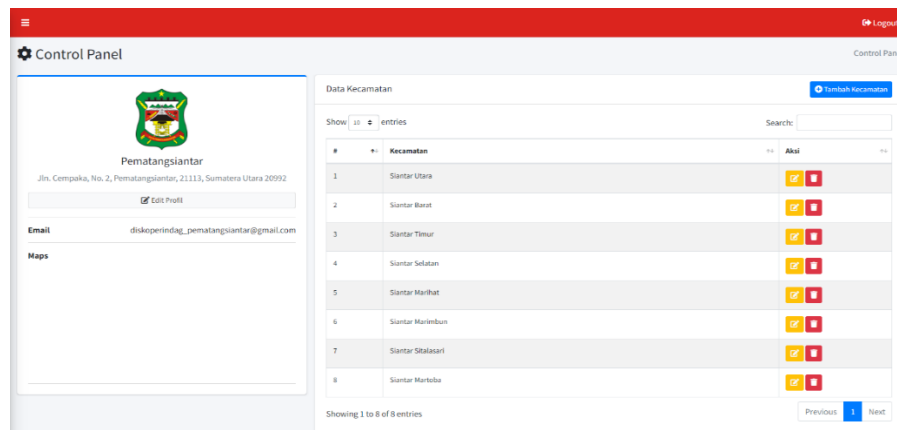 Logout
Control Panel
Control Pan
Pematangsiantar
Jln. Cempaka, No. 2, Pematangsiantar, 21113, Sumatera Utara 20992
Edit Profil
Email diskoperindag_pematangsiantar@gmail.com
Maps
Data Kecamatan
Tambah Kecamatan
Show 10 entries
Search:
# Kecamatan Aksi
1 Siantar Utara
2 Siantar Barat
3 Siantar Timur
4 Siantar Selatan
5 Siantar Marihat
6 Siantar Marimbun
7 Siantar Sitalasari
8 Siantar Martoba
Showing 1 to 8 of 8 entries
Previous 1 Next